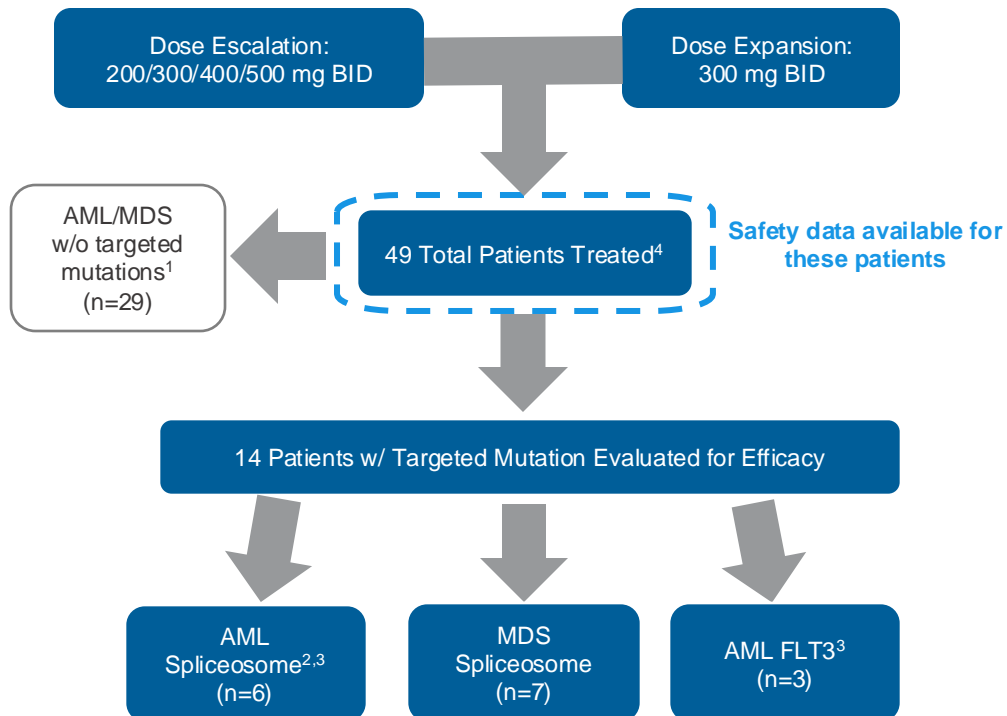 Dose Escalation:
200/300/400/500 mg BID
Dose Expansion:
300 mg BID
AML/MDS
w/o targeted
mutations¹
(n=29)
49 Total Patients Treated⁴
Safety data available for
these patients
14 Patients w/ Targeted Mutation Evaluated for Efficacy
AML
Spliceosome²,³
(n=6)
MDS
Spliceosome
(n=7)
AML FLT3³
(n=3)